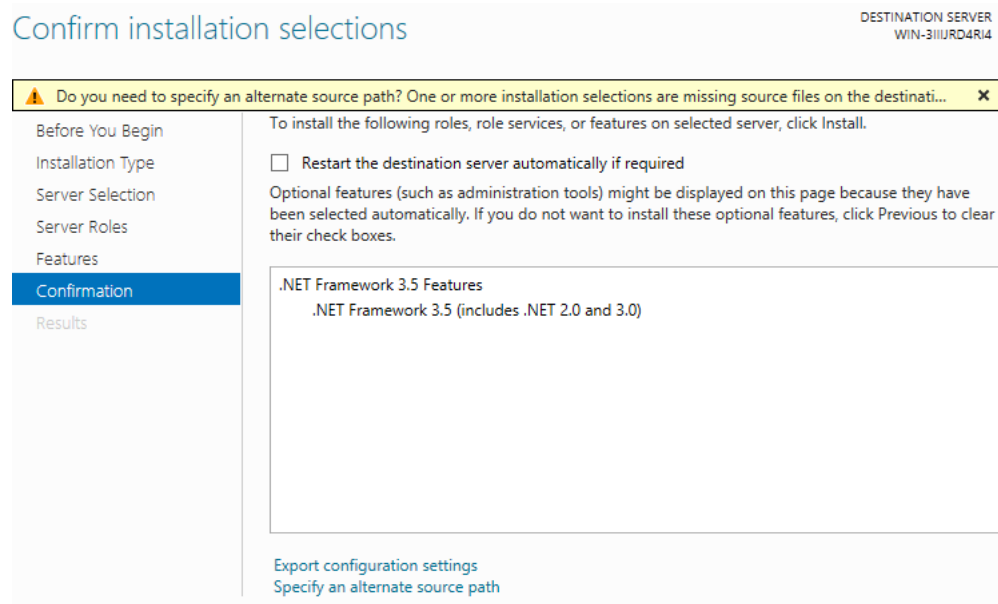 Confirm installation selections
DESTINATION SERVER
WIN-3IIIJRD4RI4
Do you need to specify an alternate source path? One or more installation selections are missing source files on the destinati...
Before You Begin
Installation Type
Server Selection
Server Roles
Features
Confirmation
Results
To install the following roles, role services, or features on selected server, click Install.
Restart the destination server automatically if required
Optional features (such as administration tools) might be displayed on this page because they have
been selected automatically. If you do not want to install these optional features, click Previous to clear
their check boxes.
.NET Framework 3.5 Features
.NET Framework 3.5 (includes .NET 2.0 and 3.0)
Export configuration settings
Specify an alternate source path